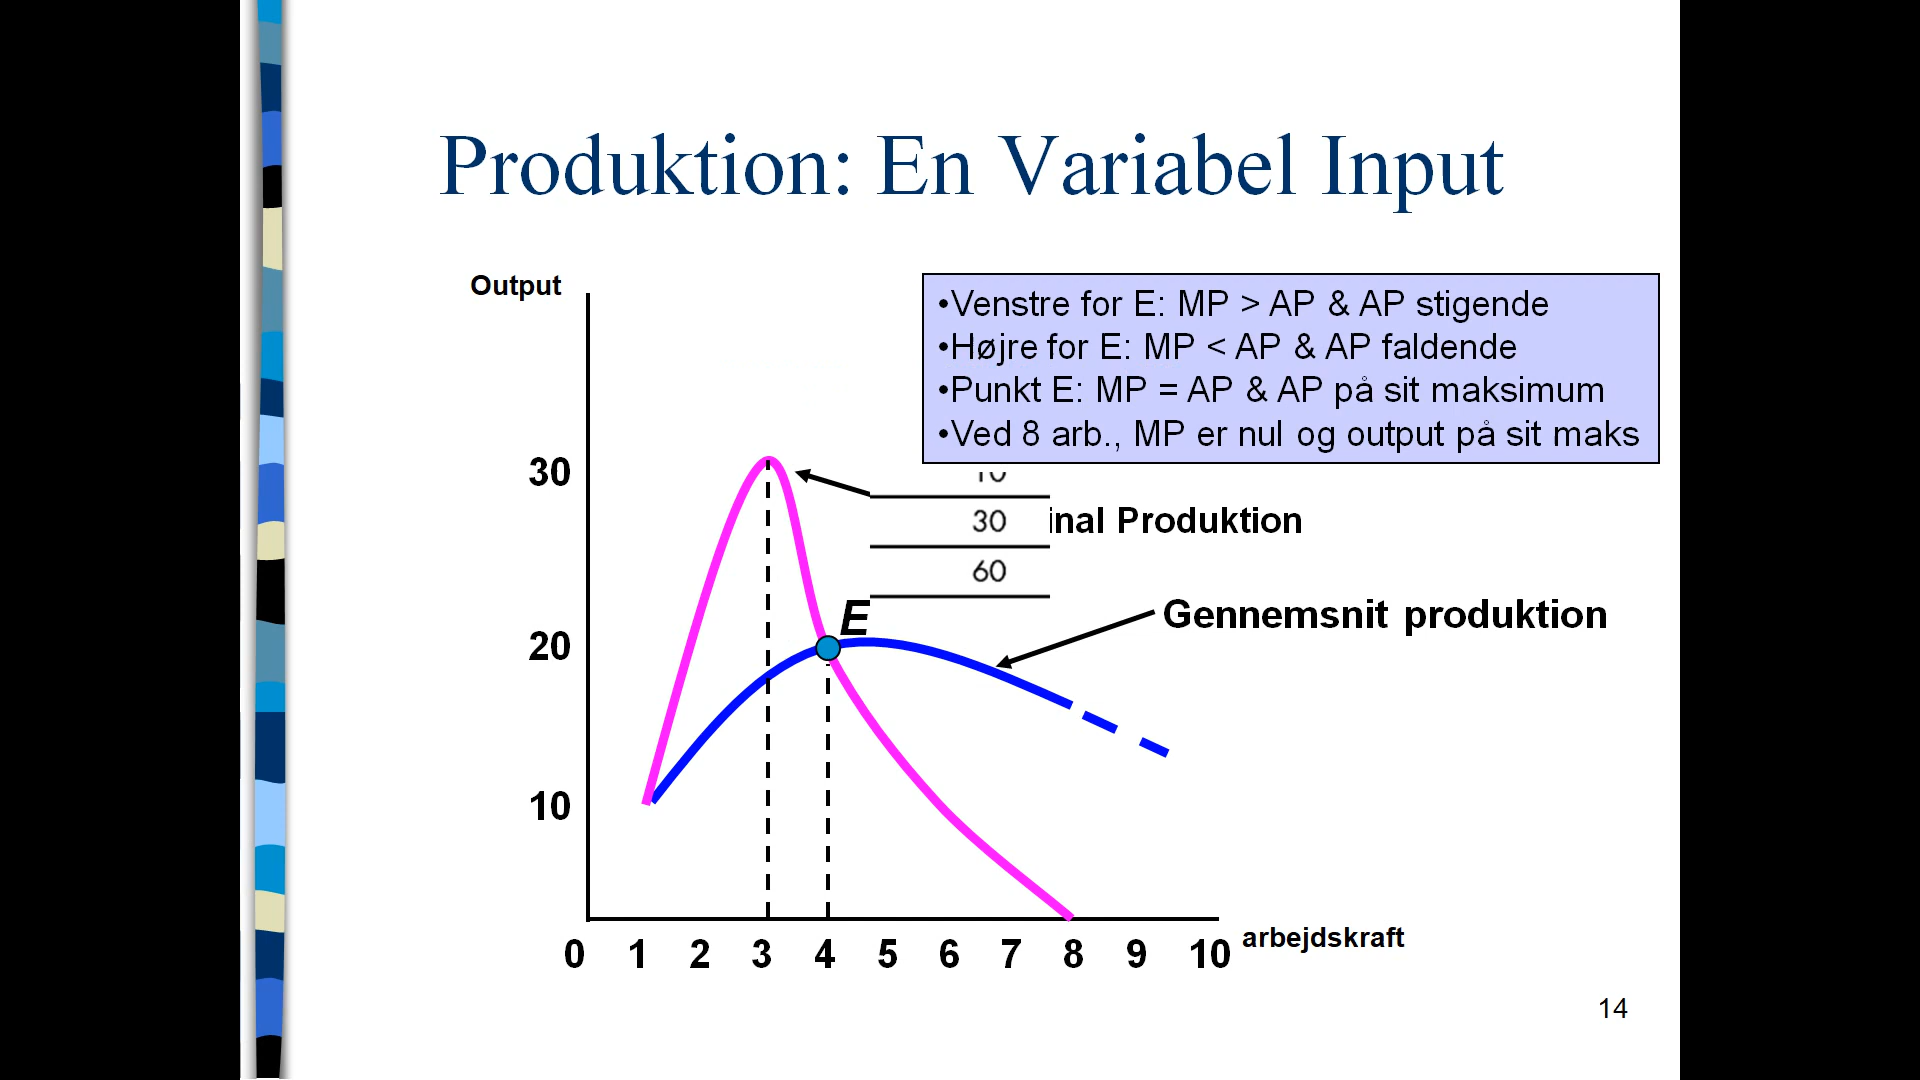 Produktion: En Variabel Input
Output
•Venstre for E: MP > AP & AP stigende
•Højre for E: MP < AP & AP faldende
•Punkt E: MP = AP & AP på sit maksimum
•Ved 8 arb., MP er nul og output på sit maks
30
30
inal Produktion
60
E
Gennemsnit produktion
20
10
arbejdskraft
0 1 2 3 4 5 6 7 8 9 10
14